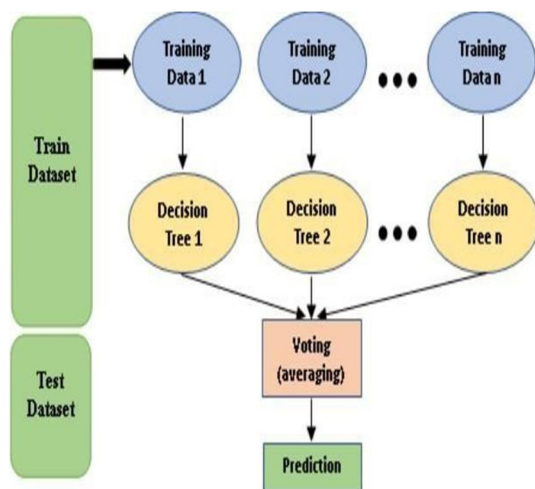 Train
Dataset
Test
Dataset
Training
Data 1
Training
Data 2
Training
Data n
Decision
Tree 1
Decision
Tree 2
Decision
Tree n
Voting
(averaging)
Prediction